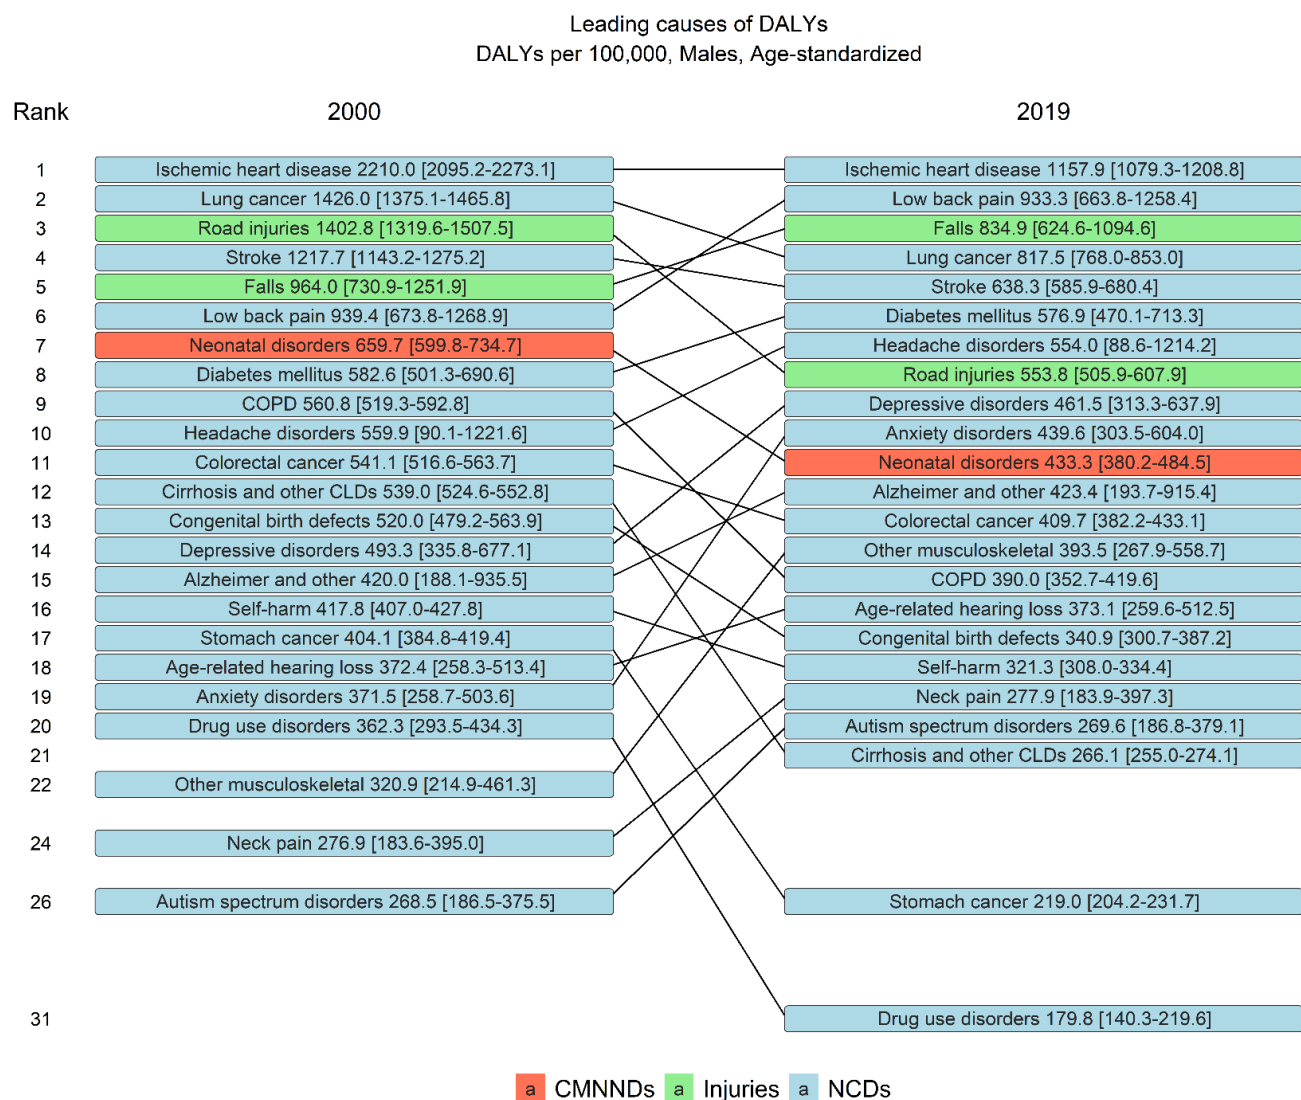 Leading causes of DALYs
DALYs per 100,000, Males, Age-standardized
Rank 2000 2019
1 Ischemic heart disease 2210.0 [2095.2-2273.1] Ischemic heart disease 1157.9 [1079.3-1208.8]
2 Lung cancer 1426.0 [1375.1-1465.8] Low back pain 933.3 [663.8-1258.4]
3 Road injuries 1402.8 [1319.6-1507.5] Falls 834.9 [624.6-1094.6]
4 Stroke 1217.7 [1143.2-1275.2] Lung cancer 817.5 [768.0-853.0]
5 Falls 964.0 [730.9-1251.9] Stroke 638.3 [585.9-680.4]
6 Low back pain 939.4 [673.8-1268.9] Diabetes mellitus 576.9 [470.1-713.3]
7 Neonatal disorders 659.7 [599.8-734.7] Headache disorders 554.0 [88.6-1214.2]
8 Diabetes mellitus 582.6 [501.3-690.6] Road injuries 553.8 [505.9-607.9]
9 COPD 560.8 [519.3-592.8] Depressive disorders 461.5 [313.3-637.9]
10 Headache disorders 559.9 [90.1-1221.6] Anxiety disorders 439.6 [303.5-604.0]
11 Colorectal cancer 541.1 [516.6-563.7] Neonatal disorders 433.3 [380.2-484.5]
12 Cirrhosis and other CLDs 539.0 [524.6-552.8] Alzheimer and other 423.4 [193.7-915.4]
13 Congenital birth defects 520.0 [479.2-563.9] Colorectal cancer 409.7 [382.2-433.1]
14 Depressive disorders 493.3 [335.8-677.1] Other musculoskeletal 393.5 [267.9-558.7]
15 Alzheimer and other 420.0 [188.1-935.5] COPD 390.0 [352.7-419.6]
16 Self-harm 417.8 [407.0-427.8] Age-related hearing loss 373.1 [259.6-512.5]
17 Stomach cancer 404.1 [384.8-419.4] Congenital birth defects 340.9 [300.7-387.2]
18 Age-related hearing loss 372.4 [258.3-513.4] Self-harm 321.3 [308.0-334.4]
19 Anxiety disorders 371.5 [258.7-503.6] Neck pain 277.9 [183.9-397.3]
20 Drug use disorders 362.3 [293.5-434.3] Autism spectrum disorders 269.6 [186.8-379.1]
21 Cirrhosis and other CLDs 266.1 [255.0-274.1]
22 Other musculoskeletal 320.9 [214.9-461.3]
24 Neck pain 276.9 [183.6-395.0]
26 Autism spectrum disorders 268.5 [186.5-375.5] Stomach cancer 219.0 [204.2-231.7]
31 Drug use disorders 179.8 [140.3-219.6]
a CMNNDs a Injuries a NCDs